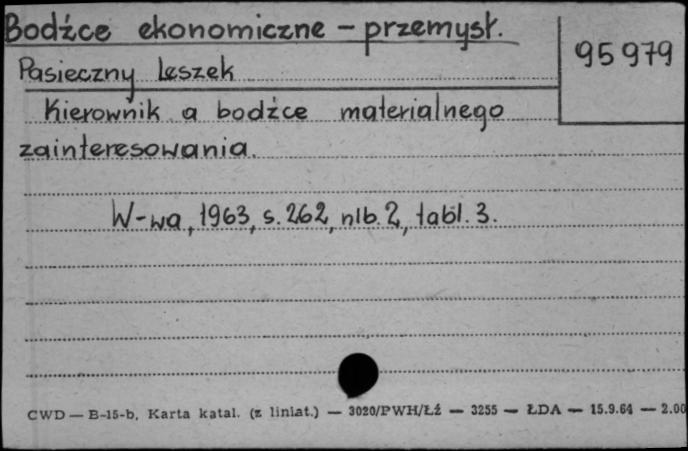 Bodźce ekonomiczne – przemysł.
95979
Pasieczny Leszek
Kierownik a bodźce materialnego
zainteresowania.
W-wa, 1963, s. 262, nlb. 2, tabl. 3.
CWD — B-15-b, Karta katal. (z liniat.) — 3020/PWH/Łź — 3255 — ŁDA — 15.9.64 — 2.00